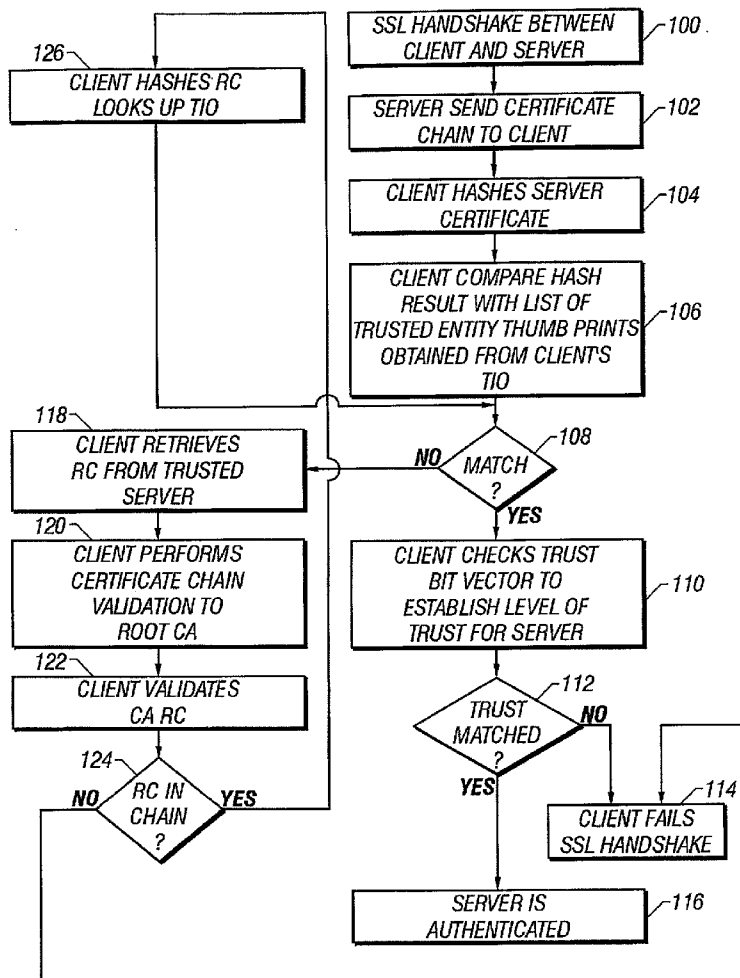 126
CLIENT HASHES RC
LOOKS UP TIO
SSL HANDSHAKE BETWEEN
CLIENT AND SERVER
100
SERVER SEND CERTIFICATE
CHAIN TO CLIENT
102
CLIENT HASHES SERVER
CERTIFICATE
104
CLIENT COMPARE HASH
RESULT WITH LIST OF
TRUSTED ENTITY THUMB PRINTS
OBTAINED FROM CLIENT'S
TIO
106
118
CLIENT RETRIEVES
RC FROM TRUSTED
SERVER
NO
MATCH
?
108
YES
120
CLIENT PERFORMS
CERTIFICATE CHAIN
VALIDATION TO
ROOT CA
CLIENT CHECKS TRUST
BIT VECTOR TO
ESTABLISH LEVEL OF
TRUST FOR SERVER
110
122
CLIENT VALIDATES
CA RC
TRUST
MATCHED
?
112
NO
YES
124
NO
RC IN
CHAIN
?
YES
114
CLIENT FAILS
SSL HANDSHAKE
SERVER IS
AUTHENTICATED
116